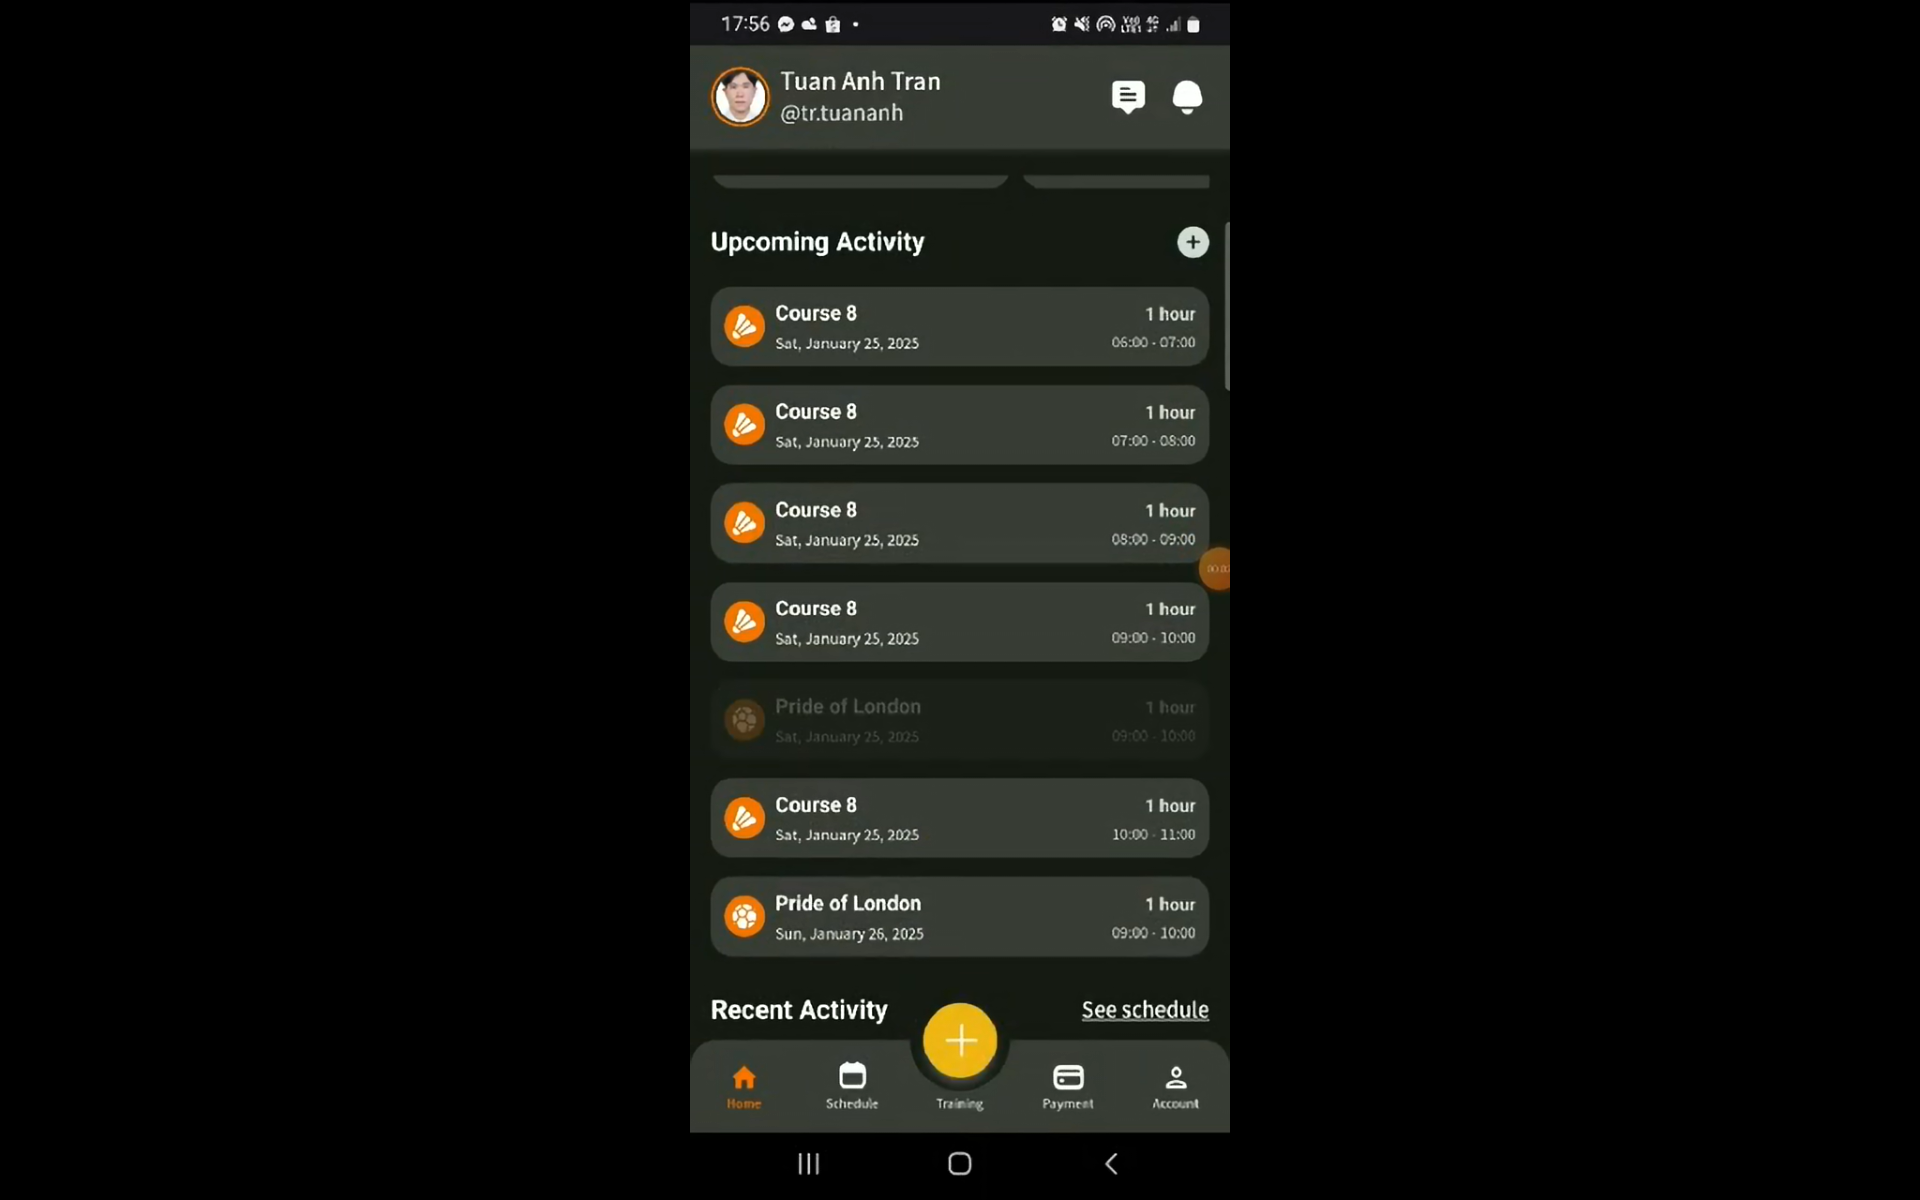 17:56
Tuan Anh Tran
@tr.tuananh
Upcoming Activity
Course 8 1 hour
Sat, January 25, 2025 06:00 - 07:00
Course 8 1 hour
Sat, January 25, 2025 07:00 - 08:00
Course 8 1 hour
Sat, January 25, 2025 08:00 - 09:00
Course 8 1 hour
Sat, January 25, 2025 09:00 - 10:00
Pride of London 1 hour
Sat, January 25, 2025 09:00 - 10:00
Course 8 1 hour
Sat, January 25, 2025 10:00 - 11:00
Pride of London 1 hour
Sun, January 26, 2025 09:00 - 10:00
Recent Activity See schedule
Home Schedule Training Payment Account